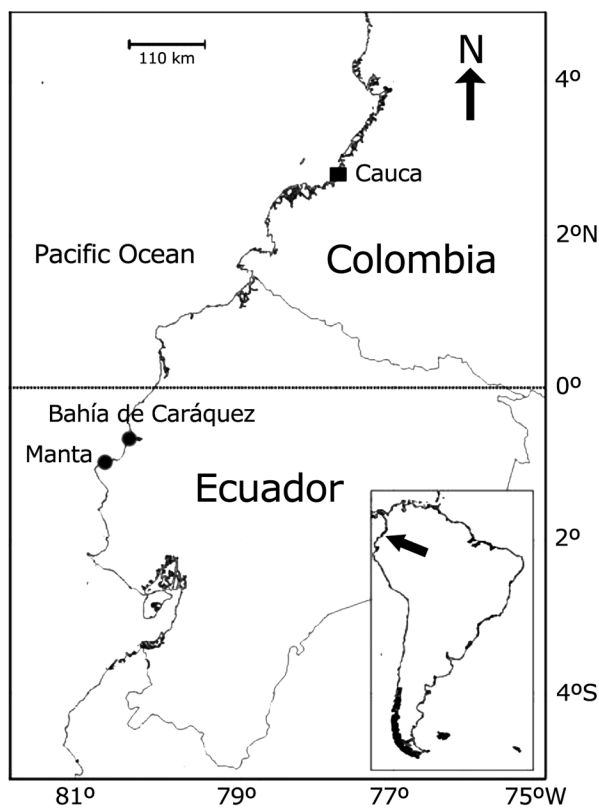 110 km
N
4º
Cauca
2ºN
Pacific Ocean
Colombia
0º
Bahía de Caráquez
Manta
Ecuador
2º
4ºS
81º
79º
77º
75ºW